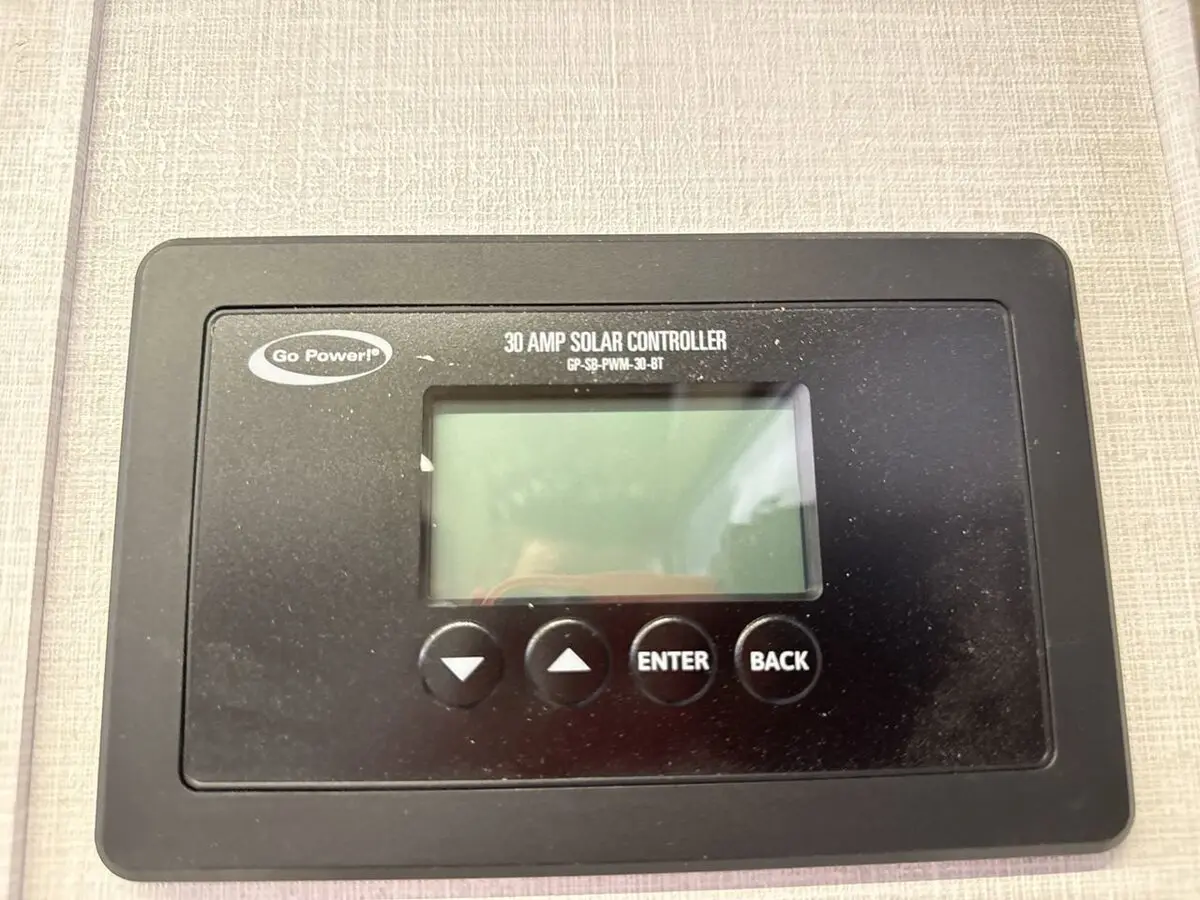 Go Power!®
30 AMP SOLAR CONTROLLER
GP-SB-PWM-30-BT
ENTER
BACK